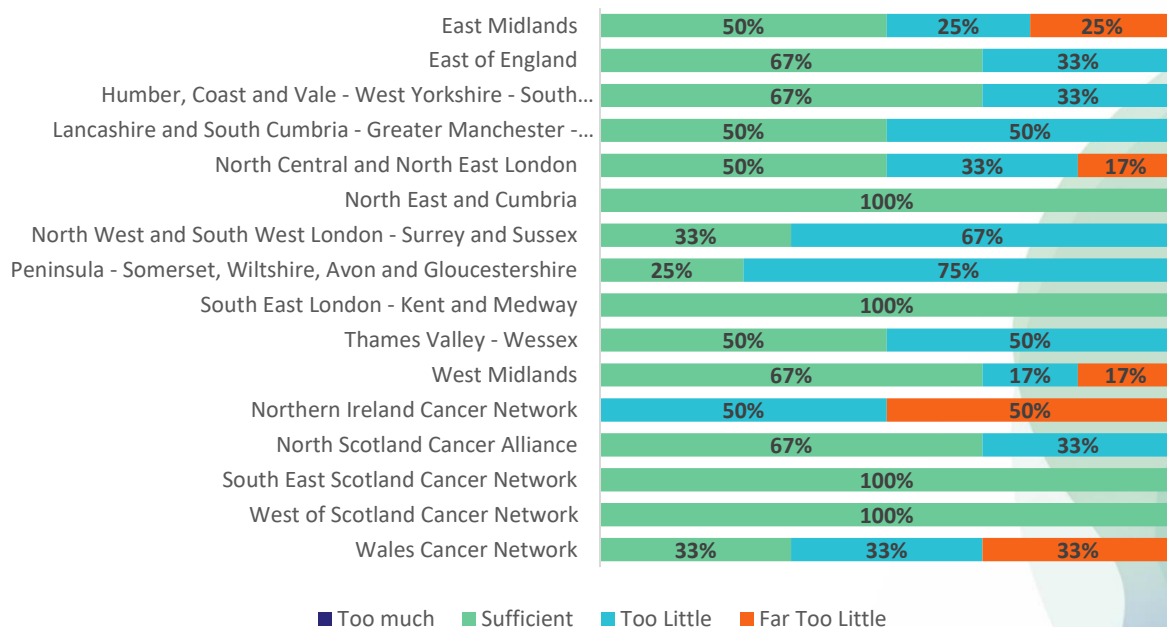 East Midlands 50% 25% 25%
East of England 67% 33%
Humber, Coast and Vale - West Yorkshire - South... 67% 33%
Lancashire and South Cumbria - Greater Manchester -... 50% 50%
North Central and North East London 50% 33% 17%
North East and Cumbria 100%
North West and South West London - Surrey and Sussex 33% 67%
Peninsula - Somerset, Wiltshire, Avon and Gloucestershire 25% 75%
South East London - Kent and Medway 100%
Thames Valley - Wessex 50% 50%
West Midlands 67% 17% 17%
Northern Ireland Cancer Network 50% 50%
North Scotland Cancer Alliance 67% 33%
South East Scotland Cancer Network 100%
West of Scotland Cancer Network 100%
Wales Cancer Network 33% 33% 33%
Too much Sufficient Too Little Far Too Little